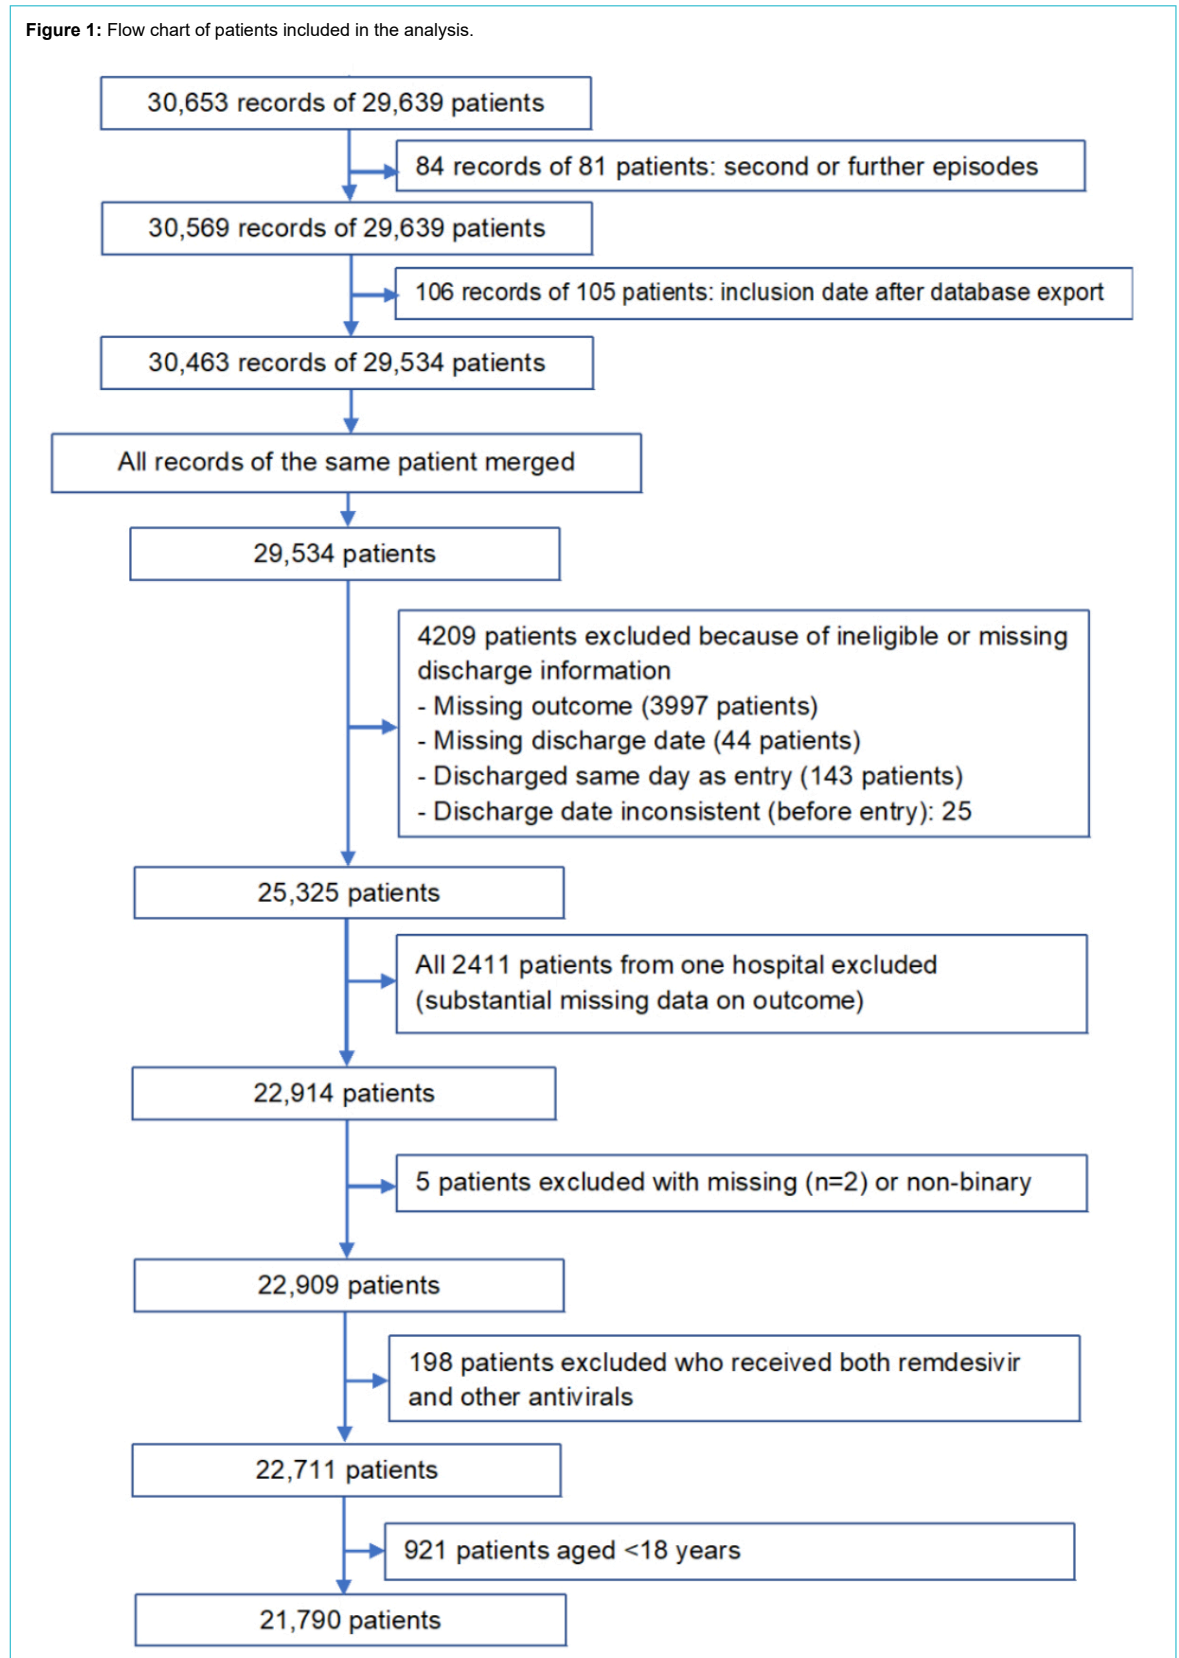 Figure 1: Flow chart of patients included in the analysis.
30,653 records of 29,639 patients
84 records of 81 patients: second or further episodes
30,569 records of 29,639 patients
106 records of 105 patients: inclusion date after database export
30,463 records of 29,534 patients
All records of the same patient merged
29,534 patients
4209 patients excluded because of ineligible or missing
discharge information
- Missing outcome (3997 patients)
- Missing discharge date (44 patients)
- Discharged same day as entry (143 patients)
- Discharge date inconsistent (before entry): 25
25,325 patients
All 2411 patients from one hospital excluded
(substantial missing data on outcome)
22,914 patients
5 patients excluded with missing (n=2) or non-binary
22,909 patients
198 patients excluded who received both remdesivir
and other antivirals
22,711 patients
921 patients aged <18 years
21,790 patients